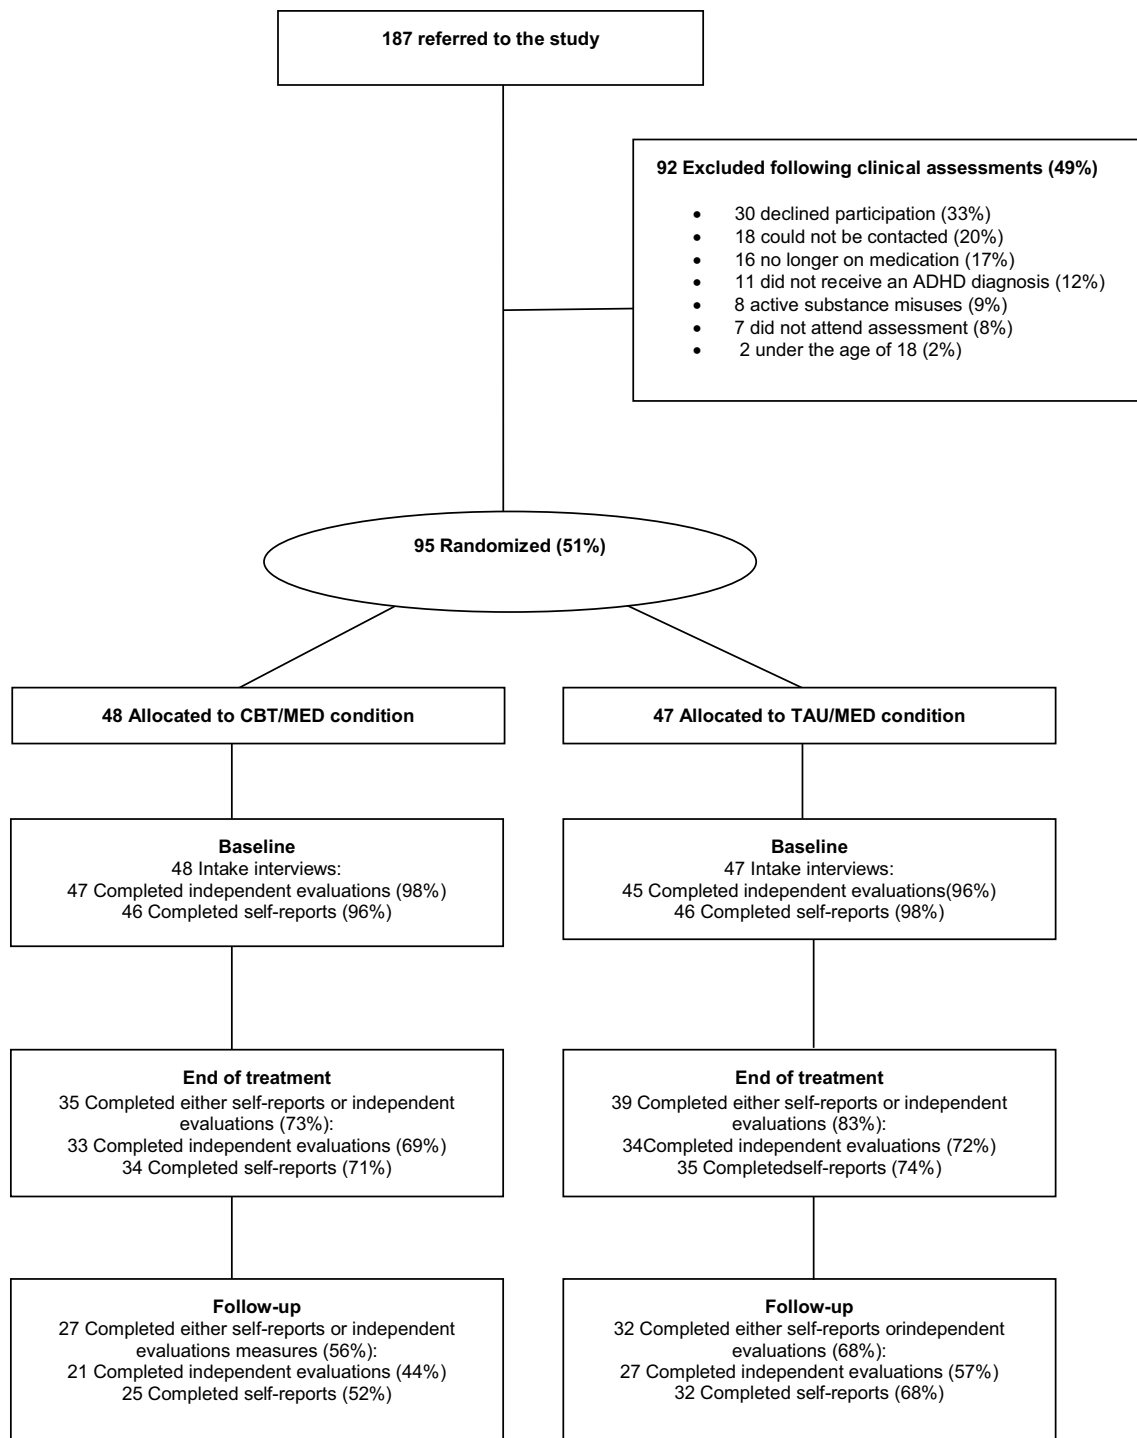 187 referred to the study
92 Excluded following clinical assessments (49%)
• 30 declined participation (33%)
• 18 could not be contacted (20%)
• 16 no longer on medication (17%)
• 11 did not receive an ADHD diagnosis (12%)
• 8 active substance misuses (9%)
• 7 did not attend assessment (8%)
• 2 under the age of 18 (2%)
95 Randomized (51%)
48 Allocated to CBT/MED condition
47 Allocated to TAU/MED condition
Baseline
48 Intake interviews:
47 Completed independent evaluations (98%)
46 Completed self-reports (96%)
Baseline
47 Intake interviews:
45 Completed independent evaluations(96%)
46 Completed self-reports (98%)
End of treatment
35 Completed either self-reports or independent
evaluations (73%):
33 Completed independent evaluations (69%)
34 Completed self-reports (71%)
End of treatment
39 Completed either self-reports or independent
evaluations (83%):
34Completed independent evaluations (72%)
35 Completedself-reports (74%)
Follow-up
27 Completed either self-reports or independent
evaluations measures (56%):
21 Completed independent evaluations (44%)
25 Completed self-reports (52%)
Follow-up
32 Completed either self-reports orindependent
evaluations (68%):
27 Completed independent evaluations (57%)
32 Completed self-reports (68%)